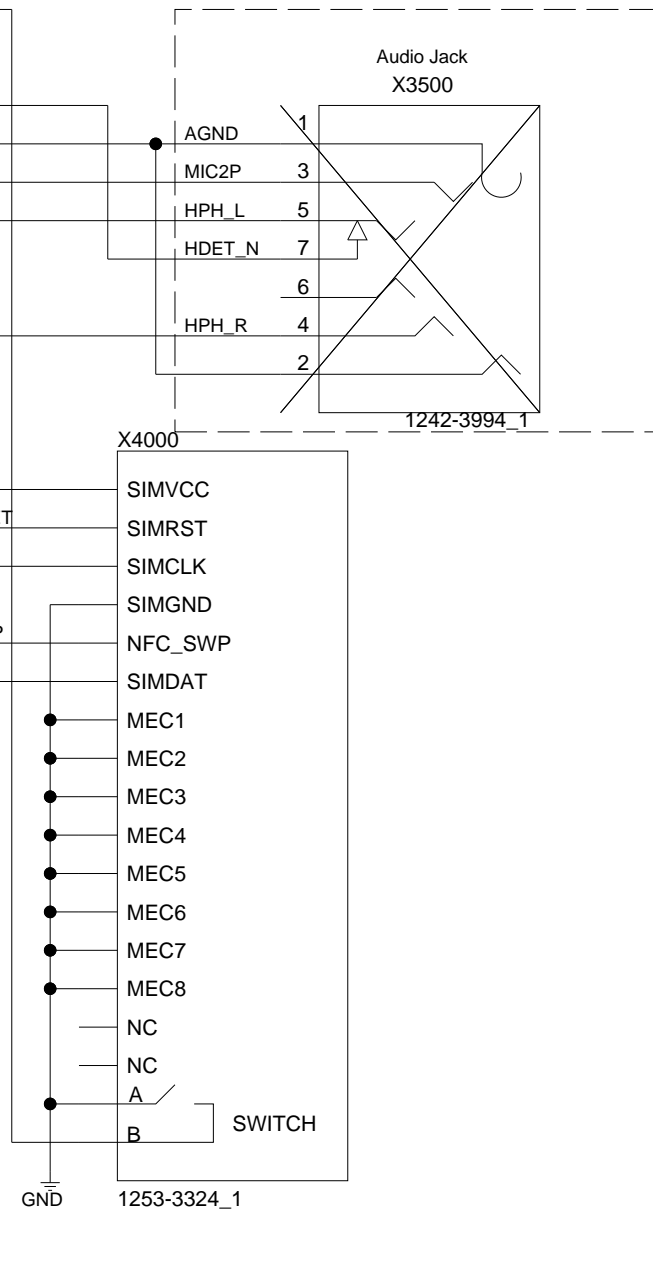 Audio Jack
X3500
1
AGND
MIC2P 3
HPH_L 5
HDET_N 7
6
HPH_R 4
2
1242-3994_1
X4000
SIMVCC
T SIMRST
SIMCLK
SIMGND
NFC_SWP
SIMDAT
MEC1
MEC2
MEC3
MEC4
MEC5
MEC6
MEC7
MEC8
NC
NC
A
SWITCH
B
GND 1253-3324_1